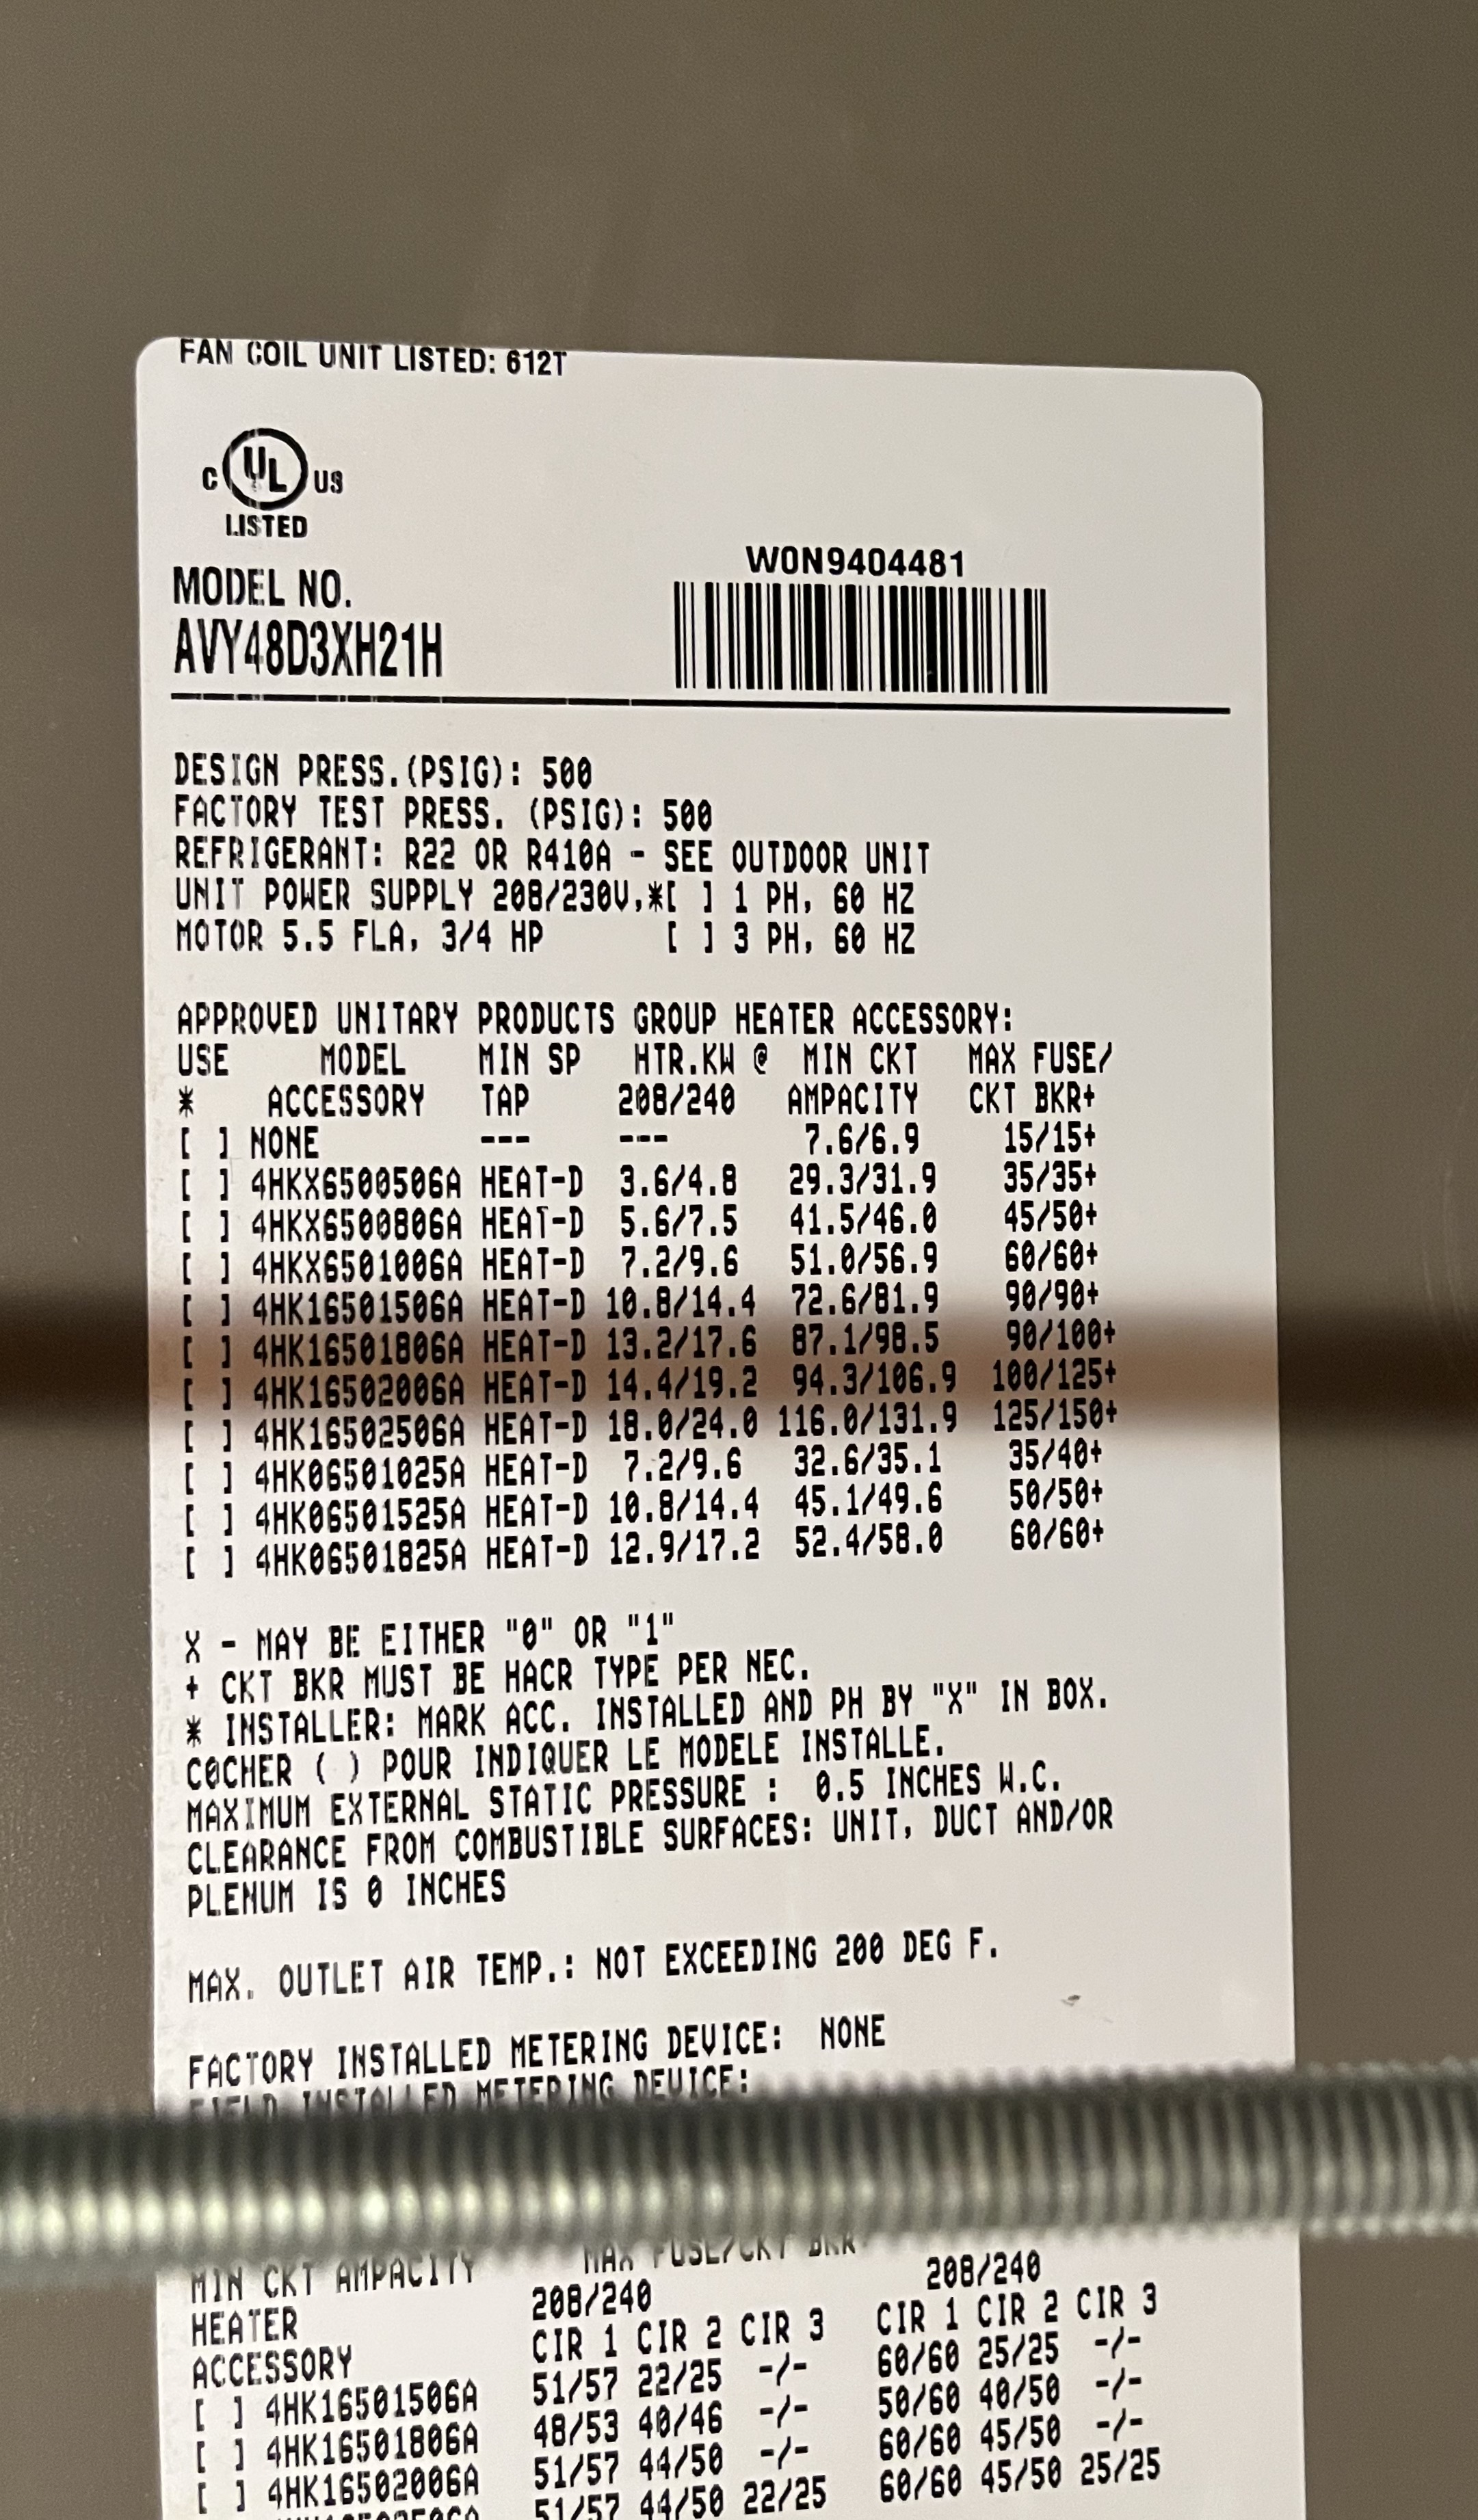 FAN COIL UNIT LISTED: 612T
C UL US
LISTED
W0N9404481
MODEL NO.
AVY48D3XH21H
DESIGN PRESS.(PSIG): 500
FACTORY TEST PRESS. (PSIG): 500
REFRIGERANT: R22 OR R410A - SEE OUTDOOR UNIT
UNIT POWER SUPPLY 208/230V,*[ ] 1 PH, 60 HZ
MOTOR 5.5 FLA, 3/4 HP [ ] 3 PH, 60 HZ
APPROVED UNITARY PRODUCTS GROUP HEATER ACCESSORY:
USE MODEL MIN SP HTR.KW @ MIN CKT MAX FUSE/
* ACCESSORY TAP 208/240 AMPACITY CKT BKR+
[ ] NONE --- --- 7.6/6.9 15/15+
[ ] 4HKX6500506A HEAT-D 3.6/4.8 29.3/31.9 35/35+
[ ] 4HKX6500806A HEAT-D 5.6/7.5 41.5/46.0 45/50+
[ ] 4HKX6501006A HEAT-D 7.2/9.6 51.0/56.9 60/60+
[ ] 4HK16501506A HEAT-D 10.8/14.4 72.6/81.9 90/90+
[ ] 4HK16501806A HEAT-D 13.2/17.6 87.1/98.5 90/100+
[ ] 4HK16502006A HEAT-D 14.4/19.2 94.3/106.9 100/125+
[ ] 4HK16502506A HEAT-D 18.0/24.0 116.0/131.9 125/150+
[ ] 4HK06501025A HEAT-D 7.2/9.6 32.6/35.1 35/40+
[ ] 4HK06501525A HEAT-D 10.8/14.4 45.1/49.6 50/50+
[ ] 4HK06501825A HEAT-D 12.9/17.2 52.4/58.0 60/60+
X - MAY BE EITHER "0" OR "1"
+ CKT BKR MUST BE HACR TYPE PER NEC.
* INSTALLER: MARK ACC. INSTALLED AND PH BY "X" IN BOX.
COCHER ( ) POUR INDIQUER LE MODELE INSTALLE.
MAXIMUM EXTERNAL STATIC PRESSURE : 0.5 INCHES W.C.
CLEARANCE FROM COMBUSTIBLE SURFACES: UNIT, DUCT AND/OR
PLENUM IS 0 INCHES
MAX. OUTLET AIR TEMP.: NOT EXCEEDING 200 DEG F.
FACTORY INSTALLED METERING DEVICE: NONE
FIELD INSTALLED METERING DEVICE:
MIN CKT AMPACITY MAX FUSE/CKT BKR
HEATER 208/240 208/240
ACCESSORY CIR 1 CIR 2 CIR 3 CIR 1 CIR 2 CIR 3
[ ] 4HK16501506A 51/57 22/25 -/- 60/60 25/25 -/-
[ ] 4HK16501806A 48/53 40/46 -/- 50/60 40/50 -/-
[ ] 4HK16502006A 51/57 44/50 -/- 60/60 45/50 -/-
51/57 44/50 22/25 60/60 45/50 25/25